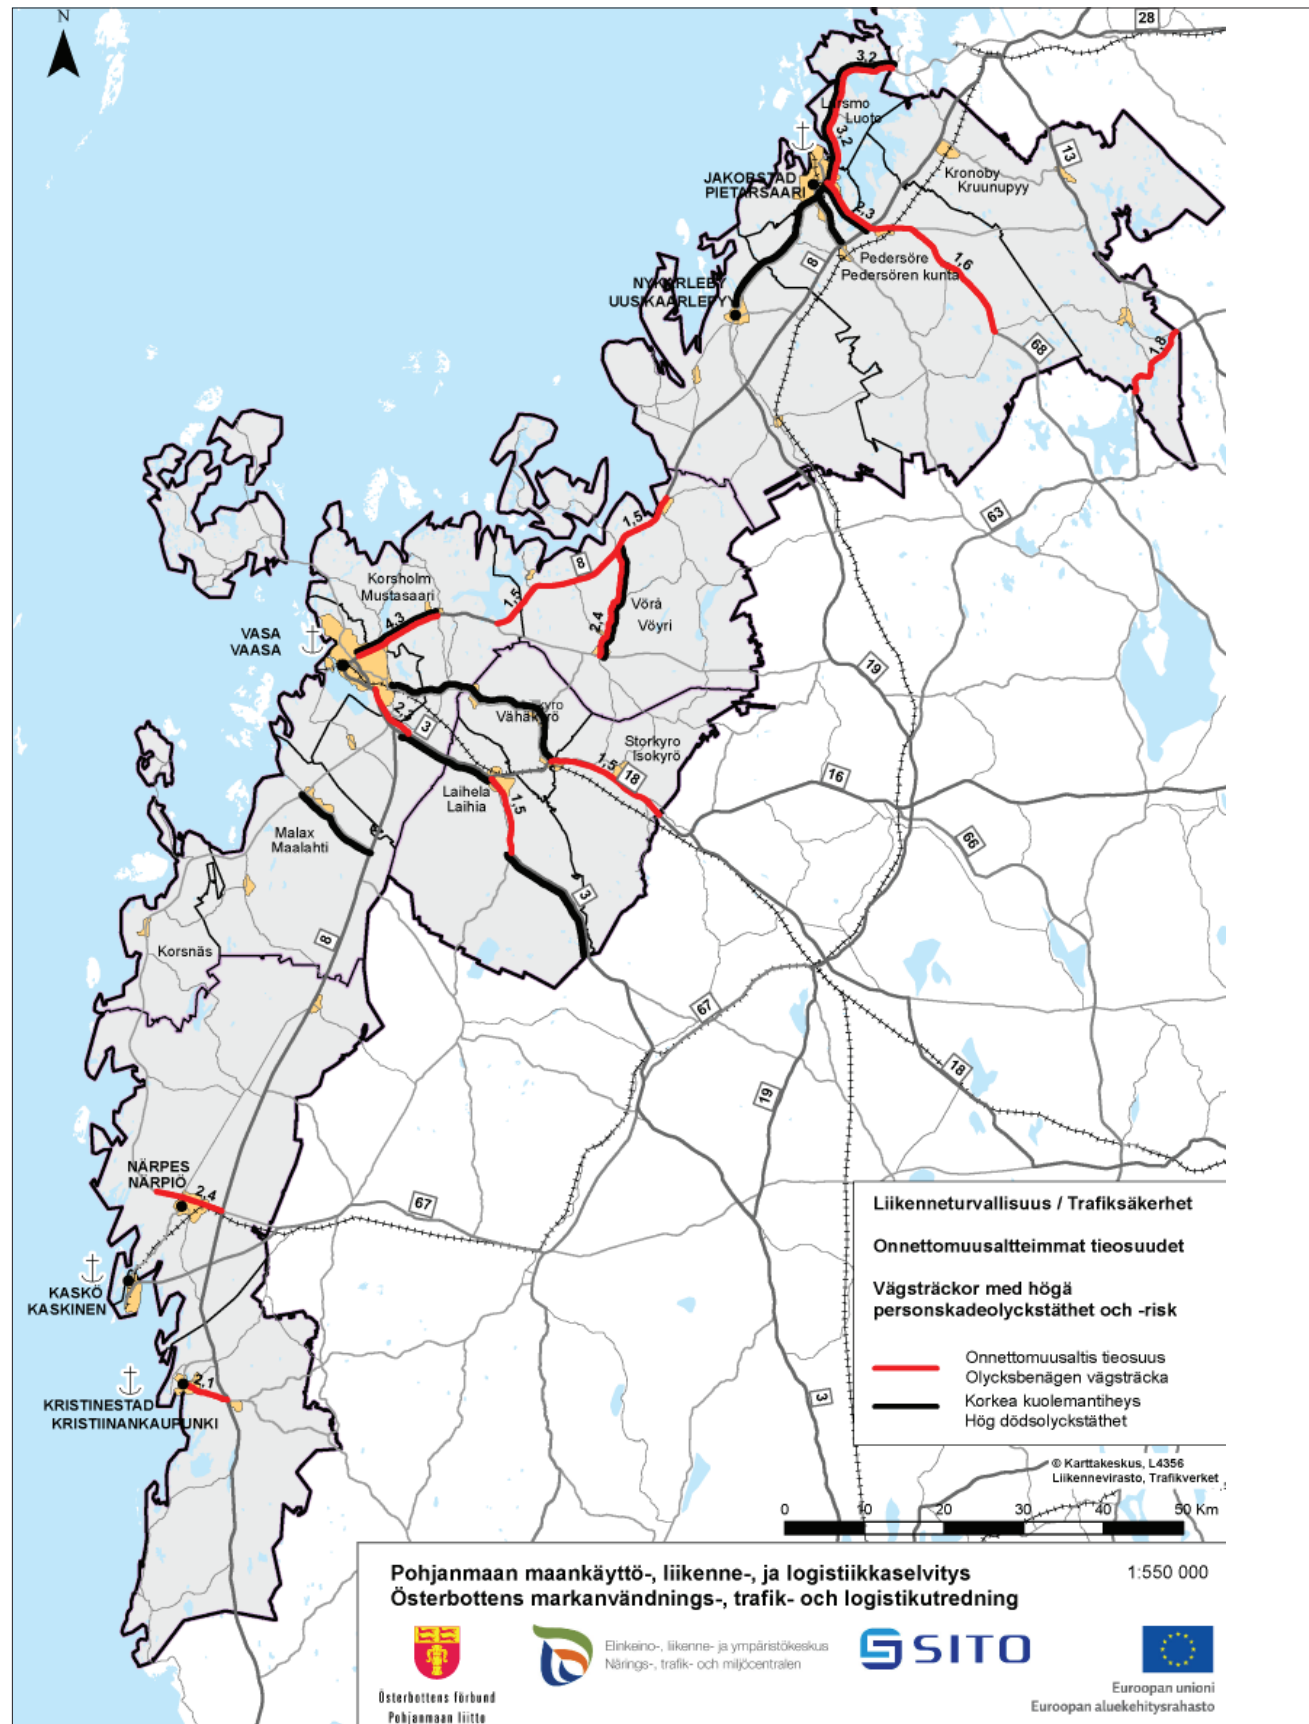 N
28
3,2
Larsmo
Luoto
3,2
13
JAKOBSTAD
PIETARSAARI
Kronoby
Kruunupyy
2,3
8
1,6
Pedersöre
Pedersören kunta
NYKARLEBY
UUSIKAARLEPYY
68
1,8
63
1,5
8
1,5
Korsholm
Mustasaari
4,3
2,4
Vörå
Vöyri
VASA
VAASA
19
2,2
3
Vähäkyrö
Storkyro
Isokyrö
1,5
18
16
Laihela
Laihia
1,5
66
Malax
Maalahti
3
8
Korsnäs
67
18
19
NÄRPES
NÄRPIÖ
2,4
67
KASKÖ
KASKINEN
2,1
KRISTINESTAD
KRISTIINANKAUPUNKI
3
Liikenneturvallisuus / Trafiksäkerhet
Onnettomuusaltteimmat tieosuudet
Vägsträckor med högä
personskadeolyckstäthet och -risk
Onnettomuusaltis tieosuus
Olycksbenägen vägsträcka
Korkea kuolemantiheys
Hög dödsolyckstäthet
© Karttakeskus, L4356
Liikennevirasto, Trafikverket
0 10 20 30 40 50 Km
Pohjanmaan maankäyttö-, liikenne-, ja logistiikkaselvitys
1:550 000
Österbottens markanvändnings-, trafik- och logistikutredning
Elinkeino-, liikenne- ja ympäristökeskus
Närings-, trafik- och miljöcentralen
SITO
Österbottens förbund
Pohjanmaan liitto
Euroopan unioni
Euroopan aluekehitysrahasto